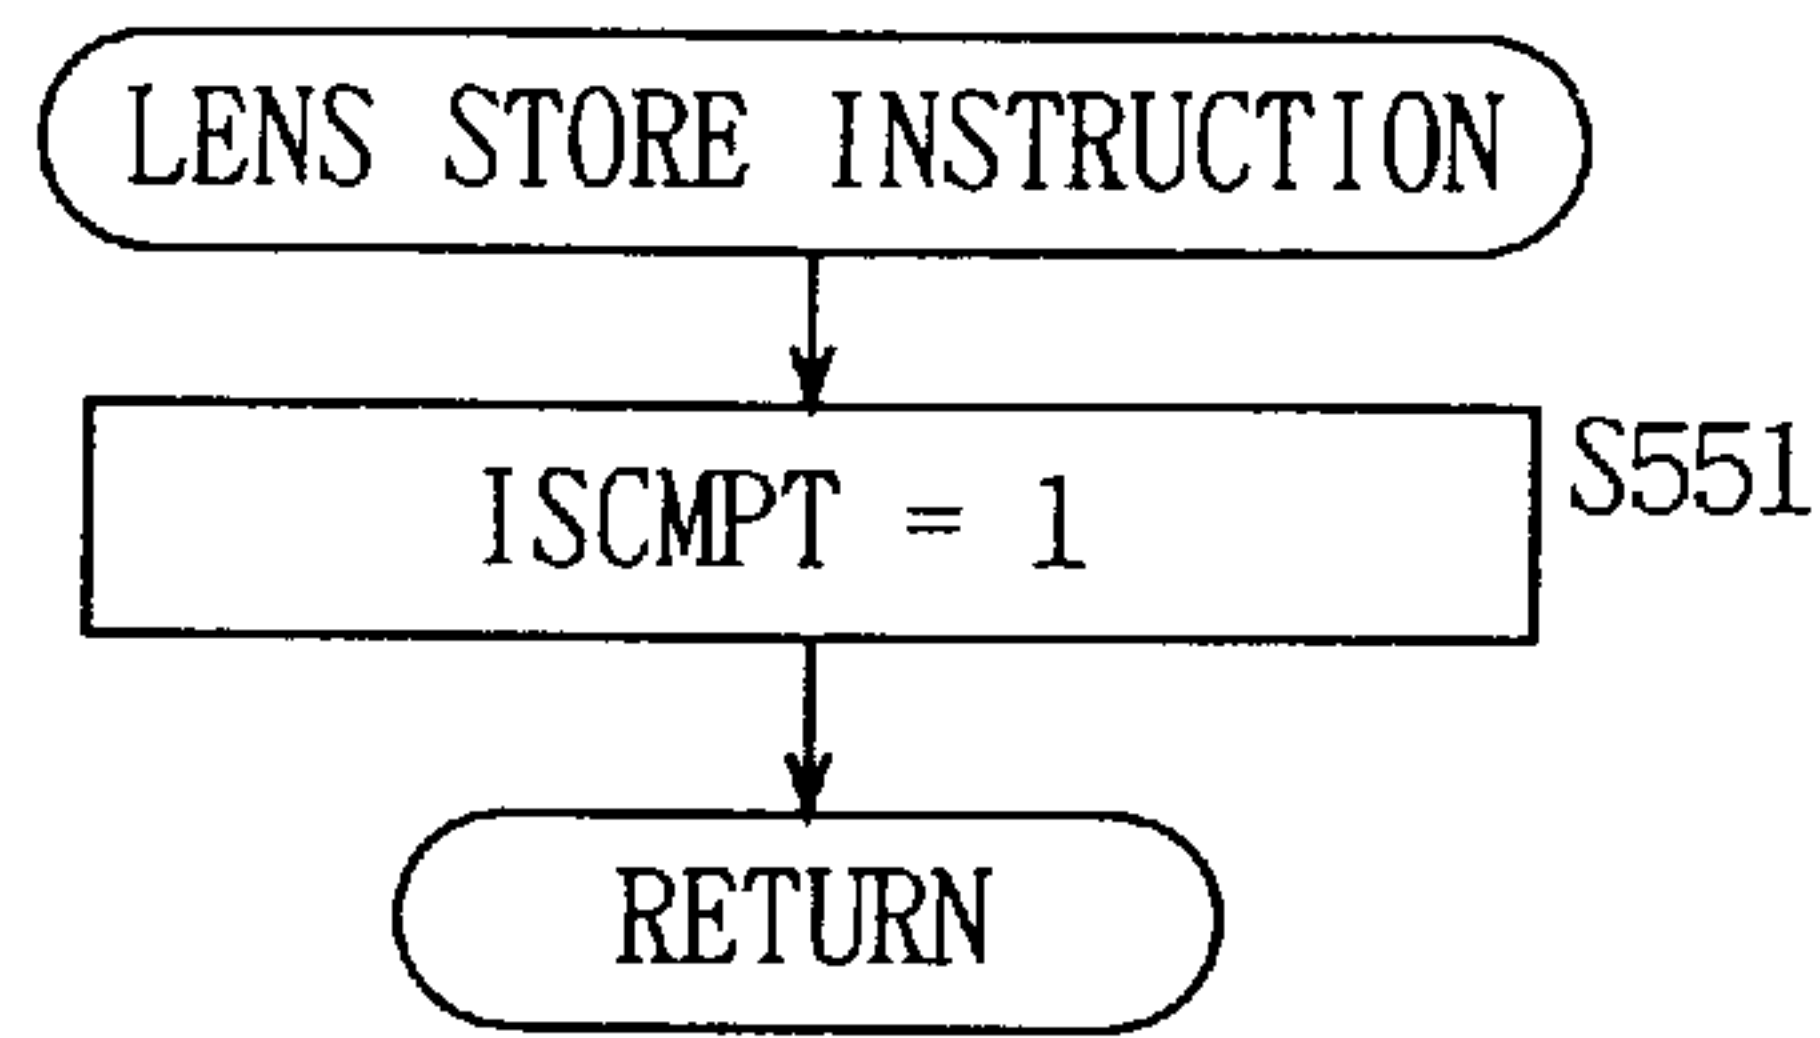 LENS STORE INSTRUCTION
ISCMPT = 1
S551
RETURN